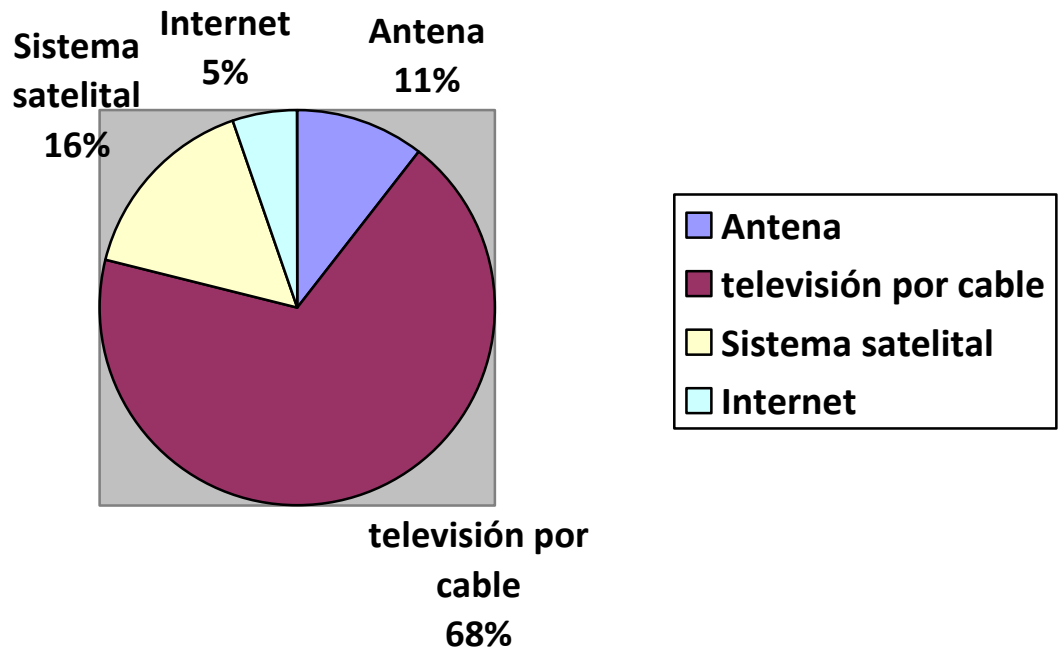 Internet
5%
Antena
11%
Sistema
satelital
16%
Antena
televisión por cable
Sistema satelital
Internet
televisión por
cable
68%